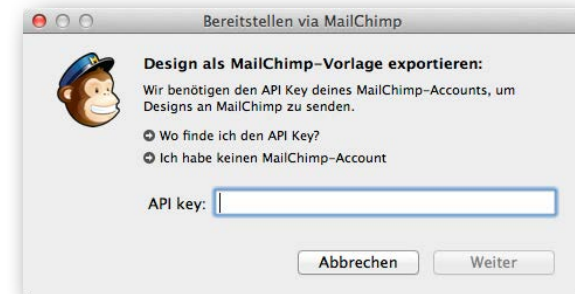 Bereitstellen via MailChimp
Design als MailChimp-Vorlage exportieren:
Wir benötigen den API Key deines MailChimp-Accounts, um
Designs an MailChimp zu senden.
Wo finde ich den API Key?
Ich habe keinen MailChimp-Account
API key:
Abbrechen Weiter